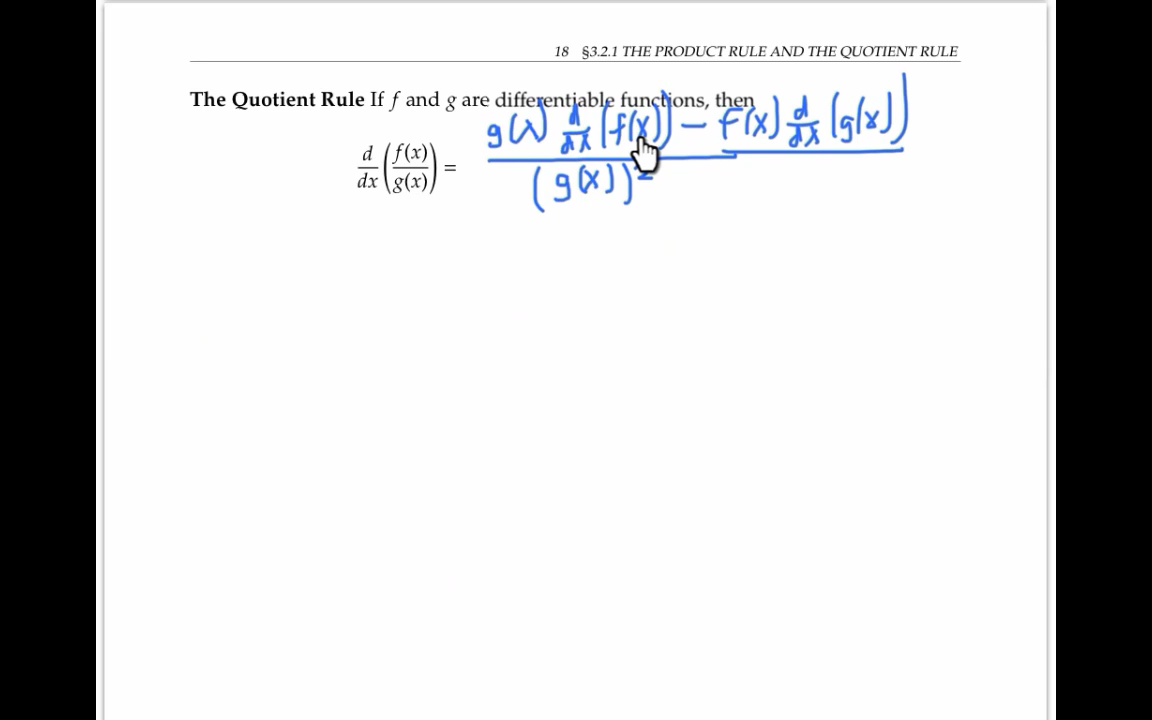 18 §3.2.1 THE PRODUCT RULE AND THE QUOTIENT RULE
The Quotient Rule If f and g are differentiable functions, then
d/dx (f(x)/g(x)) = (g(x) d/dx (f(x)) − f(x) d/dx (g(x)))/(g(x))²